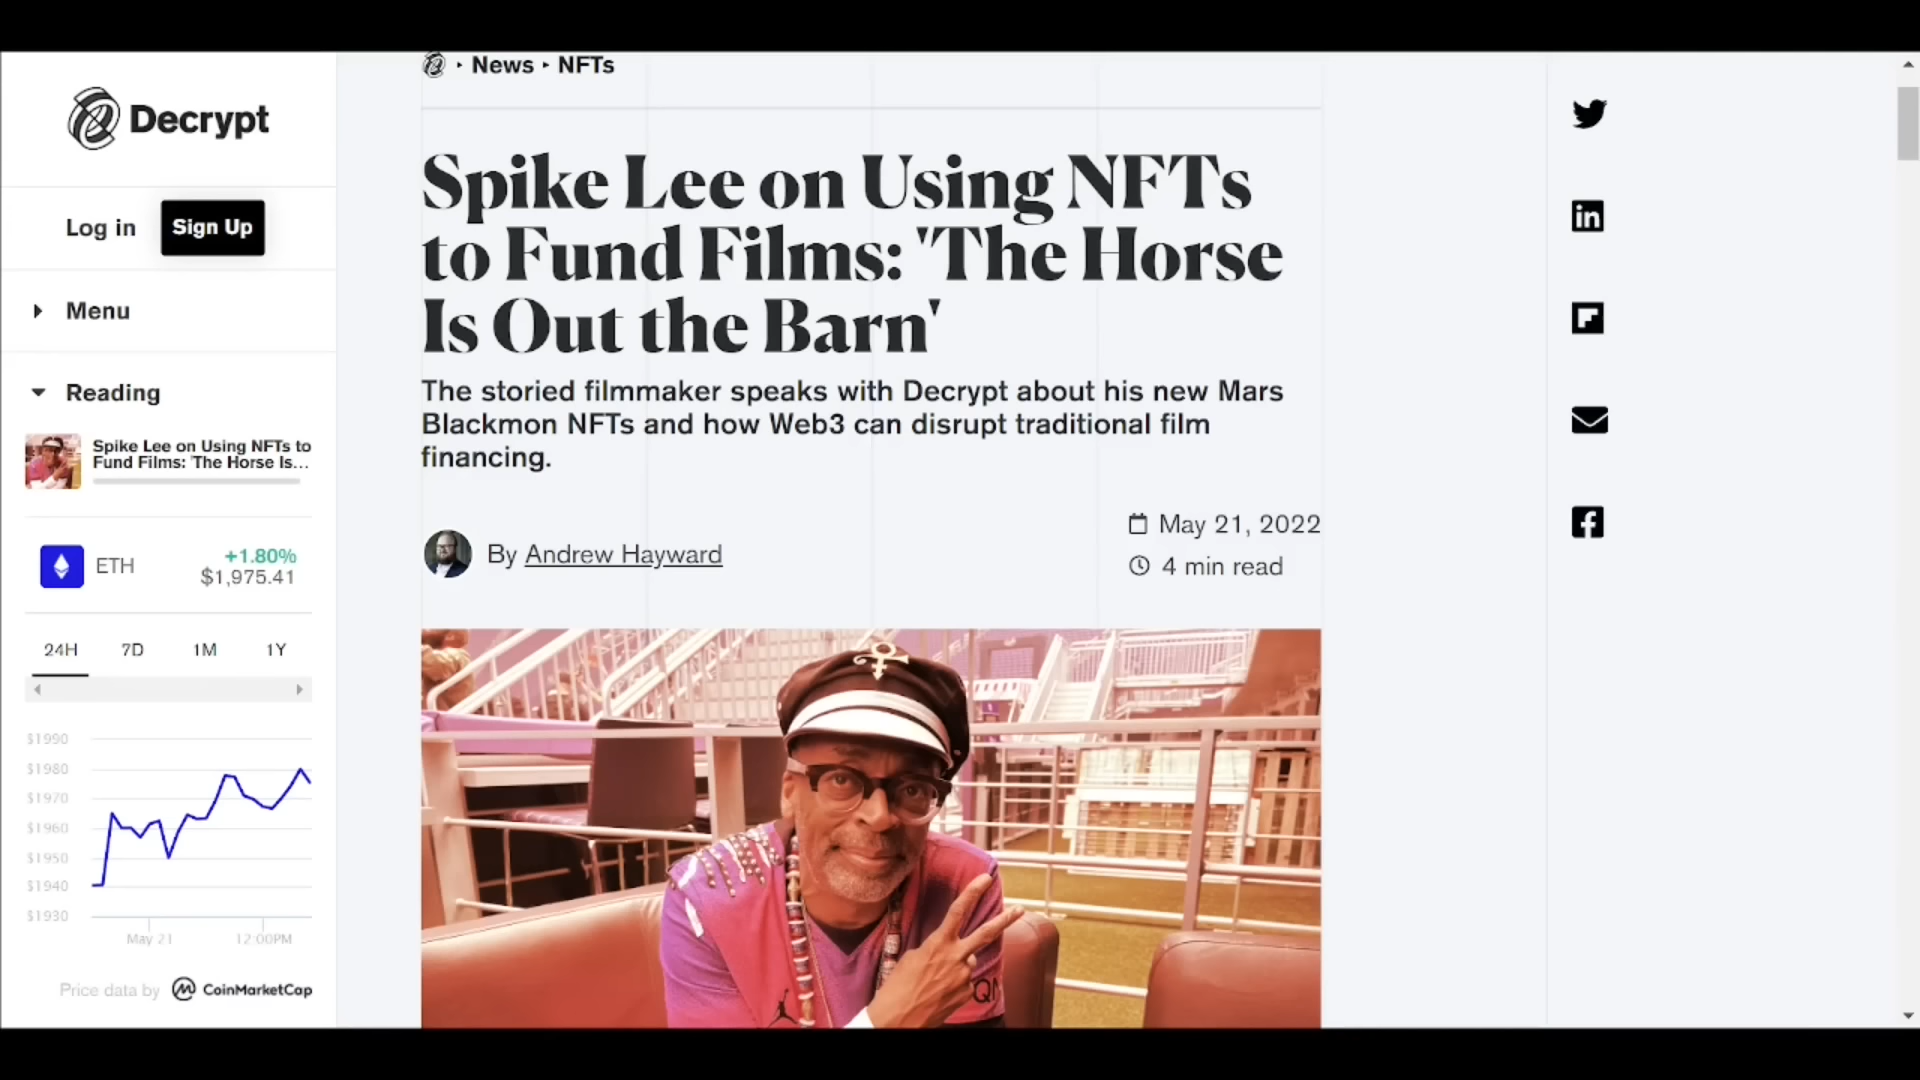 Decrypt
Log in
Sign Up
Menu
Reading
Spike Lee on Using NFTs to
Fund Films: 'The Horse Is...
ETH
+1.80%
$1,975.41
24H 7D 1M 1Y
$1990
$1980
$1970
$1960
$1950
$1940
$1930
May 21 12:00PM
Price data by CoinMarketCap
News NFTs
Spike Lee on Using NFTs
to Fund Films: 'The Horse
Is Out the Barn'
The storied filmmaker speaks with Decrypt about his new Mars
Blackmon NFTs and how Web3 can disrupt traditional film
financing.
By Andrew Hayward
May 21, 2022
4 min read
in